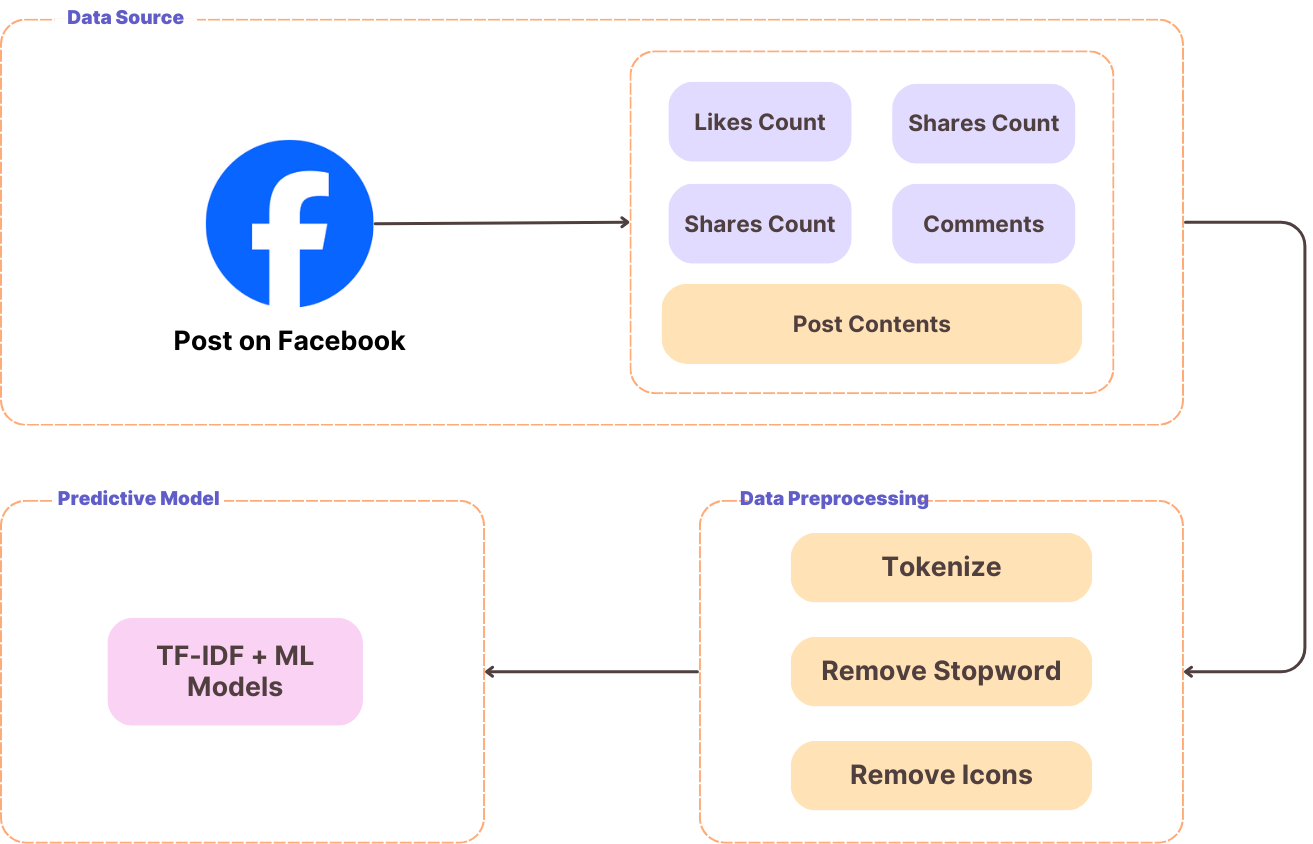 Data Source
Likes Count
Shares Count
Shares Count
Comments
Post Contents
Post on Facebook
Predictive Model
TF-IDF + ML
Models
Data Preprocessing
Tokenize
Remove Stopword
Remove Icons